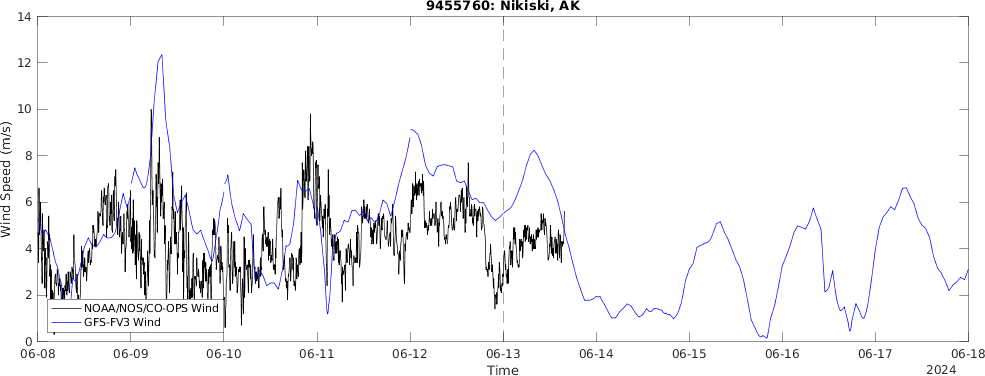 9455760: Nikiski, AK
Wind Speed (m/s)
14
12
10
8
6
4
2
0
NOAA/NOS/CO-OPS Wind
GFS-FV3 Wind
06-08 06-09 06-10 06-11 06-12 06-13 06-14 06-15 06-16 06-17 06-18
Time
2024